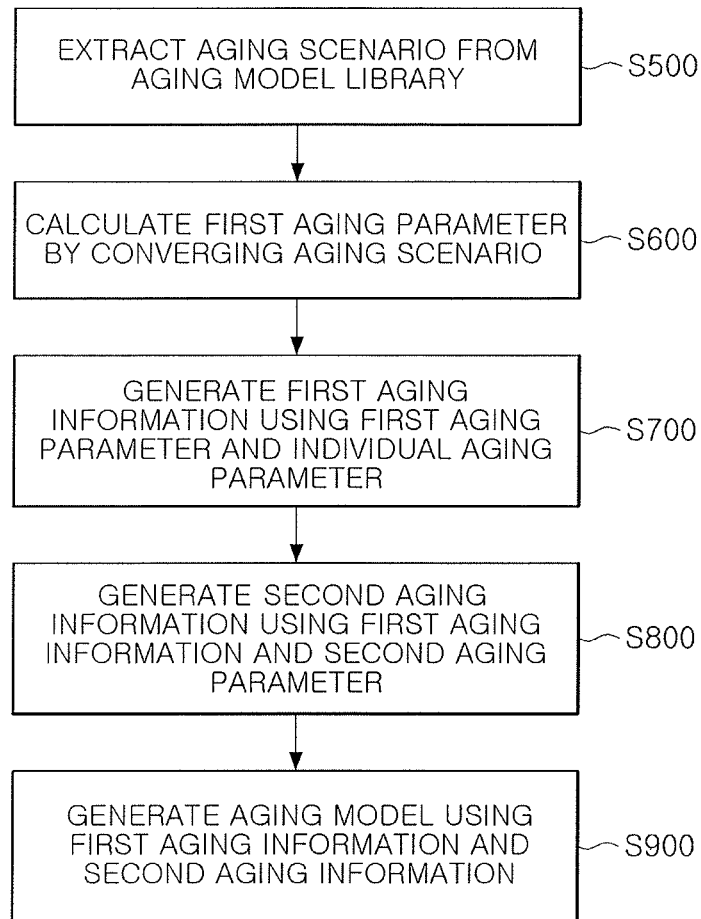 EXTRACT AGING SCENARIO FROM
AGING MODEL LIBRARY
S500
CALCULATE FIRST AGING PARAMETER
BY CONVERGING AGING SCENARIO
S600
GENERATE FIRST AGING
INFORMATION USING FIRST AGING
PARAMETER AND INDIVIDUAL AGING
PARAMETER
S700
GENERATE SECOND AGING
INFORMATION USING FIRST AGING
INFORMATION AND SECOND AGING
PARAMETER
S800
GENERATE AGING MODEL USING
FIRST AGING INFORMATION AND
SECOND AGING INFORMATION
S900